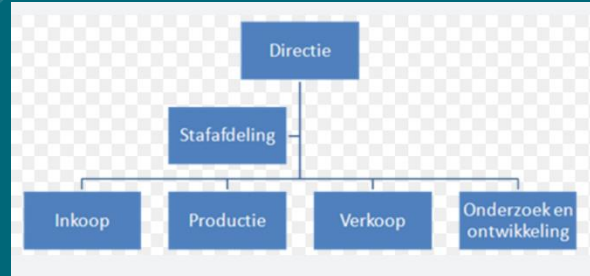 Directie
Stafafdeling
Inkoop
Productie
Verkoop
Onderzoek en
ontwikkeling